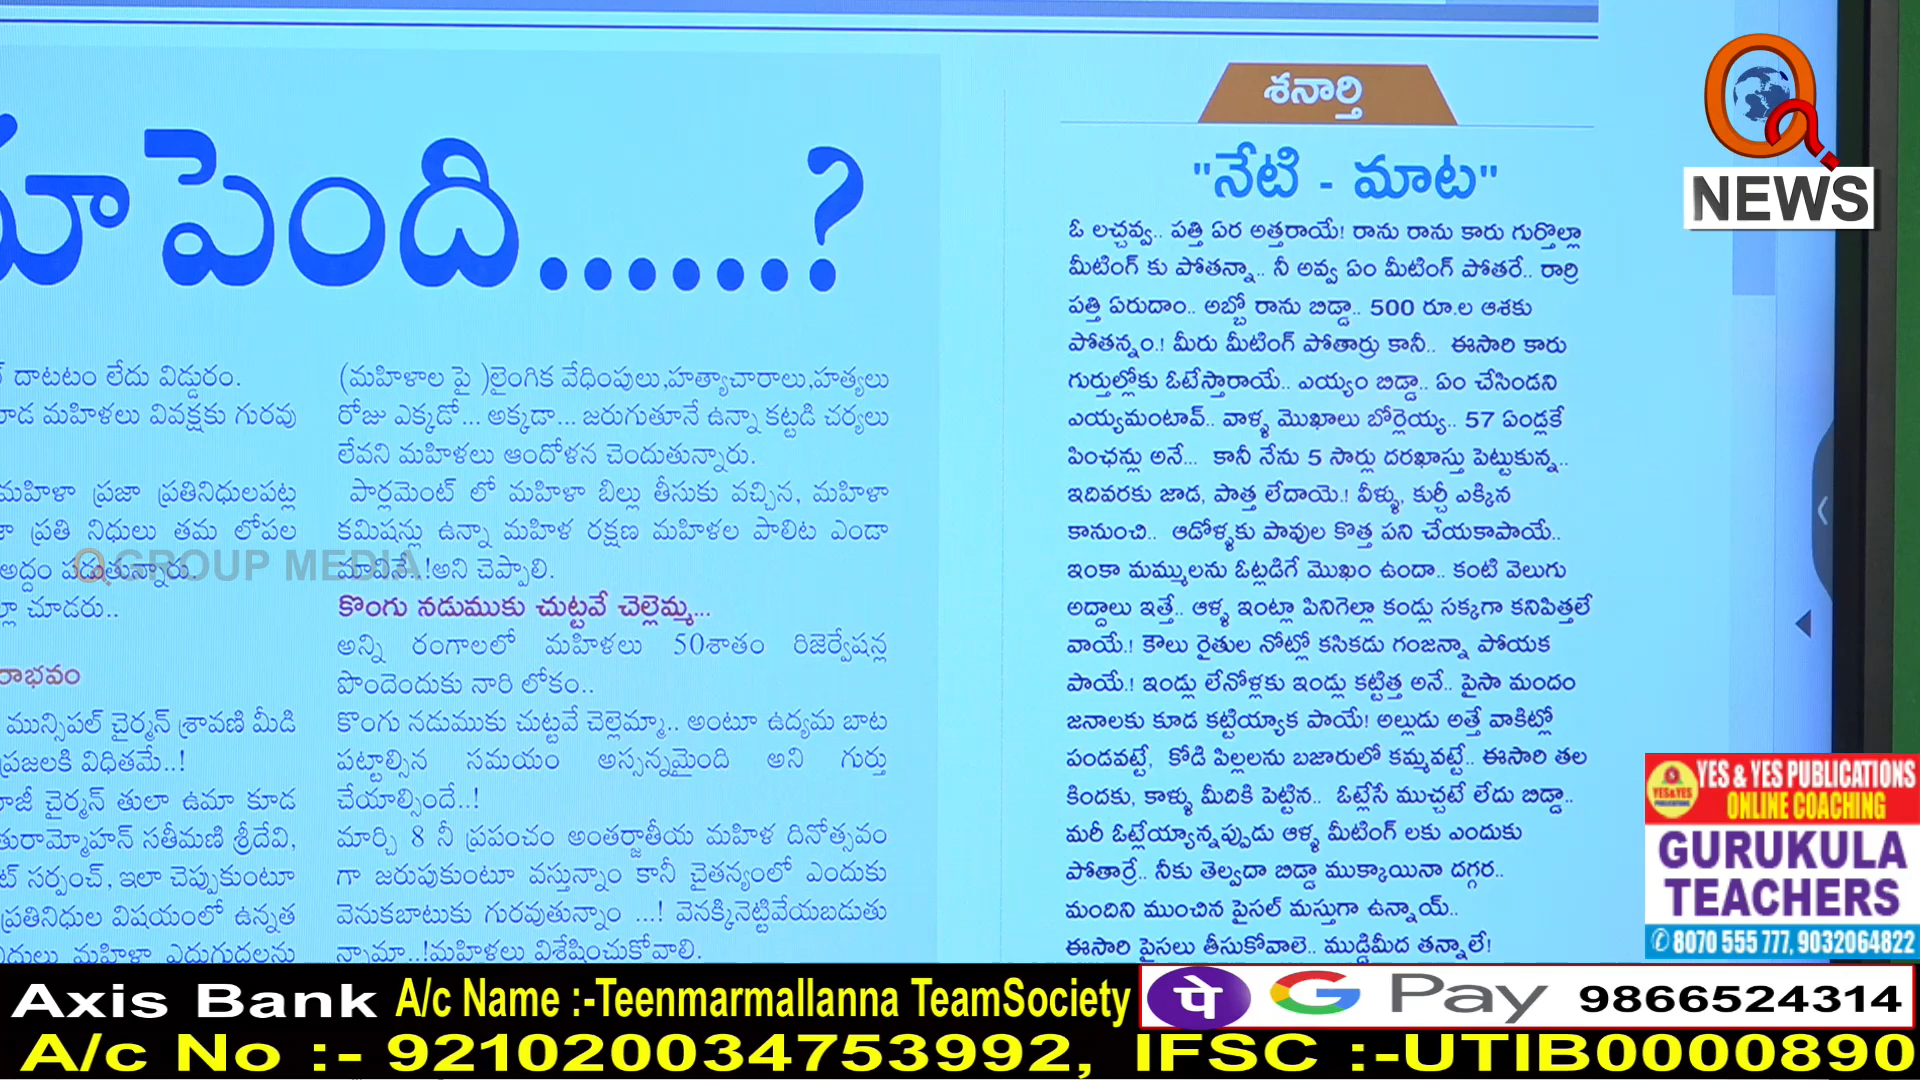 పెంది......?
దాటటం లేదు విడ్డురం.
మహిళలు వివక్షకు గురవు
మహిళా ప్రజా ప్రతినిధులపట్ల
ప్రతి నిధులు తమ లోపల
అద్దం పడుతున్నారు.
చూడరు..
మున్సిపల్ చైర్మన్ శ్రావణి మీడి
ప్రజలకి విధితమే..!
చైర్మన్ తులా ఉమా కూడ
సతీమణి శ్రీదేవి,
సర్పంచ్, ఇలా చెప్పుకుంటూ
ప్రతినిధుల విషయంలో ఉన్నత
మహిళా ఎదుగుదలను
(మహిళాల పై )లైంగిక వేధింపులు,హత్యాచారాలు,హత్యలు
రోజు ఎక్కడో... అక్కడా... జరుగుతూనే ఉన్నా కట్టడి చర్యలు
లేవని మహిళలు ఆందోళన చెందుతున్నారు.
పార్లమెంట్ లో మహిళా బిల్లు తీసుకు వచ్చిన, మహిళా
కమిషన్లు ఉన్నా మహిళ రక్షణ మహిళల పాలిట ఎండా
మావినే..!అని చెప్పాలి.
కొంగు నడుముకు చుట్టవే చెల్లెమ్మ...
అన్ని రంగాలలో మహిళలు 50శాతం రిజెర్వేషన్ల
పొందెందుకు నారి లోకం..
కొంగు నడుముకు చుట్టవే చెల్లెమ్మా.. అంటూ ఉద్యమ బాట
పట్టాల్సిన సమయం అస్సన్నమైంది అని గుర్తు
చేయాల్సిందే..!
మార్చి 8 నీ ప్రపంచం అంతర్జాతీయ మహిళ దినోత్సవం
గా జరుపుకుంటూ వస్తున్నాం కానీ చైతన్యంలో ఎందుకు
వెనుకబాటుకు గురవుతున్నాం ...! వెనక్కినెట్టివేయబడుతు
న్నామా..!మహిళలు విశేషించుకోవాలి.
శనార్తి
"నేటి - మాట"
ఓ లచ్చవ్వ.. పత్తి ఏర అత్తరాయే! రాను రాను కారు గుర్తొల్లా
మీటింగ్ కు పోతన్నా.. నీ అవ్వ ఏం మీటింగ్ పోతరే.. రార్రి
పత్తి ఏరుదాం.. అబ్బో రాను బిడ్డా.. 500 రూ.ల ఆశకు
పోతన్నం.! మీరు మీటింగ్ పోతార్రు కానీ.. ఈసారి కారు
గుర్తుల్లోకు ఓటేస్తారాయే.. ఎయ్యం బిడ్డా.. ఏం చేసిండని
ఎయ్యమంటావ్.. వాళ్ళ మొఖాలు బోర్లెయ్య.. 57 ఏండ్లకే
పింఛన్లు అనే... కానీ నేను 5 సార్లు దరఖాస్తు పెట్టుకున్న..
ఇదివరకు జాడ, పాత్త లేదాయె.! వీళ్ళు, కుర్చీ ఎక్కిన
కానుంచి.. ఆడోళ్ళకు పావుల కొత్త పని చేయకాపాయే..
ఇంకా మమ్ములను ఓట్లడిగే మొఖం ఉందా.. కంటి వెలుగు
అద్దాలు ఇత్తే.. ఆళ్ళ ఇంట్లా పినిగెల్లా కండ్లు సక్కగా కనిపిత్తలే
వాయే.! కౌలు రైతుల నోట్లో కసికడు గంజన్నా పోయక
పాయే.! ఇండ్లు లేనోళ్లకు ఇండ్లు కట్టిత్త అనే.. పైసా మందం
జనాలకు కూడ కట్టియ్యాక పాయే! అల్లుడు అత్తే వాకిట్లో
పండవట్టే, కోడి పిల్లలను బజారులో కమ్మవట్టే.. ఈసారి తల
కిందకు, కాళ్ళు మీదికి పెట్టిన.. ఓట్లేసే ముచ్చటే లేదు బిడ్డా..
మరీ ఓట్లేయ్యాన్నప్పుడు ఆళ్ళ మీటింగ్ లకు ఎందుకు
పోతార్రే.. నీకు తెల్వదా బిడ్డా ముక్కాయినా దగ్గర..
మందిని ముంచిన పైసల్ మస్తుగా ఉన్నాయ్..
ఈసారి పైసలు తీసుకోవాలె.. ముడ్డిమీద తన్నాలే!
Q NEWS
Q GROUP MEDIA
YES & YES PUBLICATIONS
ONLINE COACHING
GURUKULA
TEACHERS
8070 555 777, 9032064822
Axis Bank A/c Name :-Teenmarmallanna TeamSociety
పే G Pay 9866524314
A/c No :- 921020034753992, IFSC :-UTIB0000890